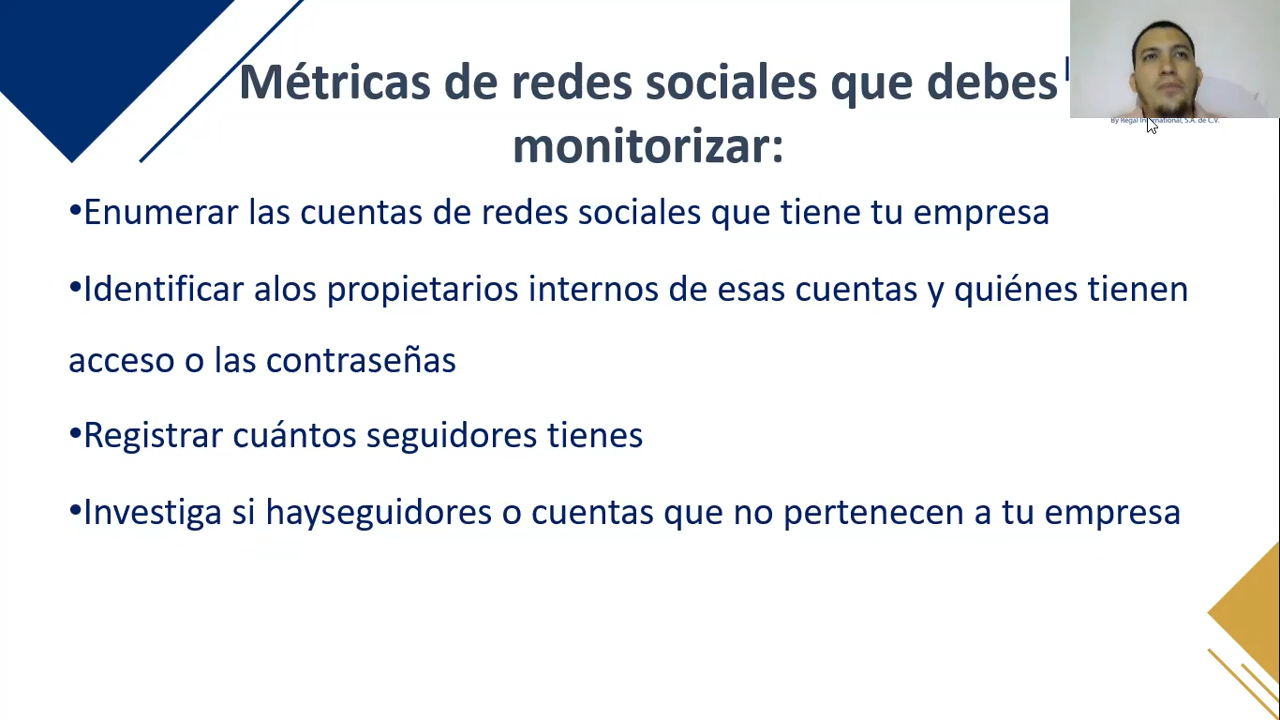 Métricas de redes sociales que debes
monitorizar:
By Regal International, S.A. de C.V.
•Enumerar las cuentas de redes sociales que tiene tu empresa
•Identificar alos propietarios internos de esas cuentas y quiénes tienen
acceso o las contraseñas
•Registrar cuántos seguidores tienes
•Investiga si hayseguidores o cuentas que no pertenecen a tu empresa